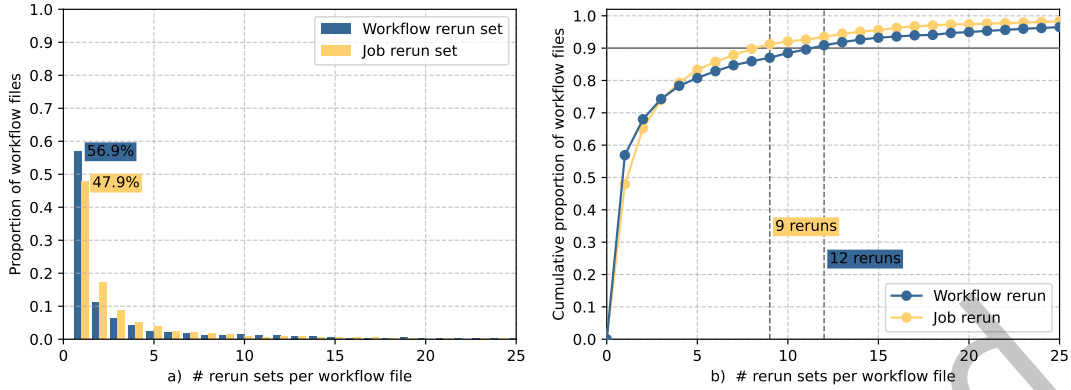 1.0
0.9
0.8
0.7
0.6
0.5
0.4
0.3
0.2
0.1
0.0
Proportion of workflow files
Workflow rerun set
Job rerun set
56.9%
47.9%
0 5 10 15 20 25
a) # rerun sets per workflow file
1.0
0.9
0.8
0.7
0.6
0.5
0.4
0.3
0.2
0.1
0.0
Cumulative proportion of workflow files
9 reruns
12 reruns
Workflow rerun
Job rerun
0 5 10 15 20 25
b) # rerun sets per workflow file